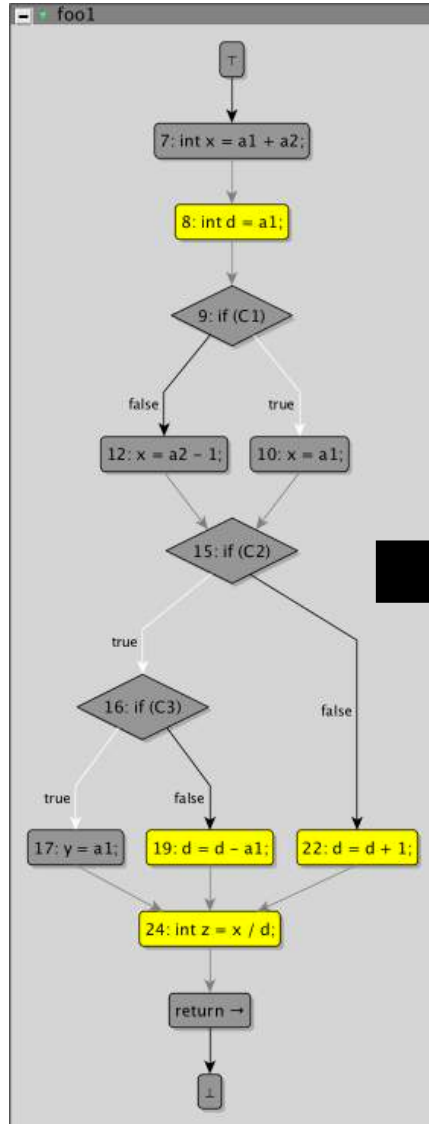 foo1
⊤
7: int x = a1 + a2;
8: int d = a1;
9: if (C1)
false
true
12: x = a2 - 1;
10: x = a1;
15: if (C2)
true
16: if (C3)
false
true
false
17: y = a1;
19: d = d - a1;
22: d = d + 1;
24: int z = x / d;
return →
⊥